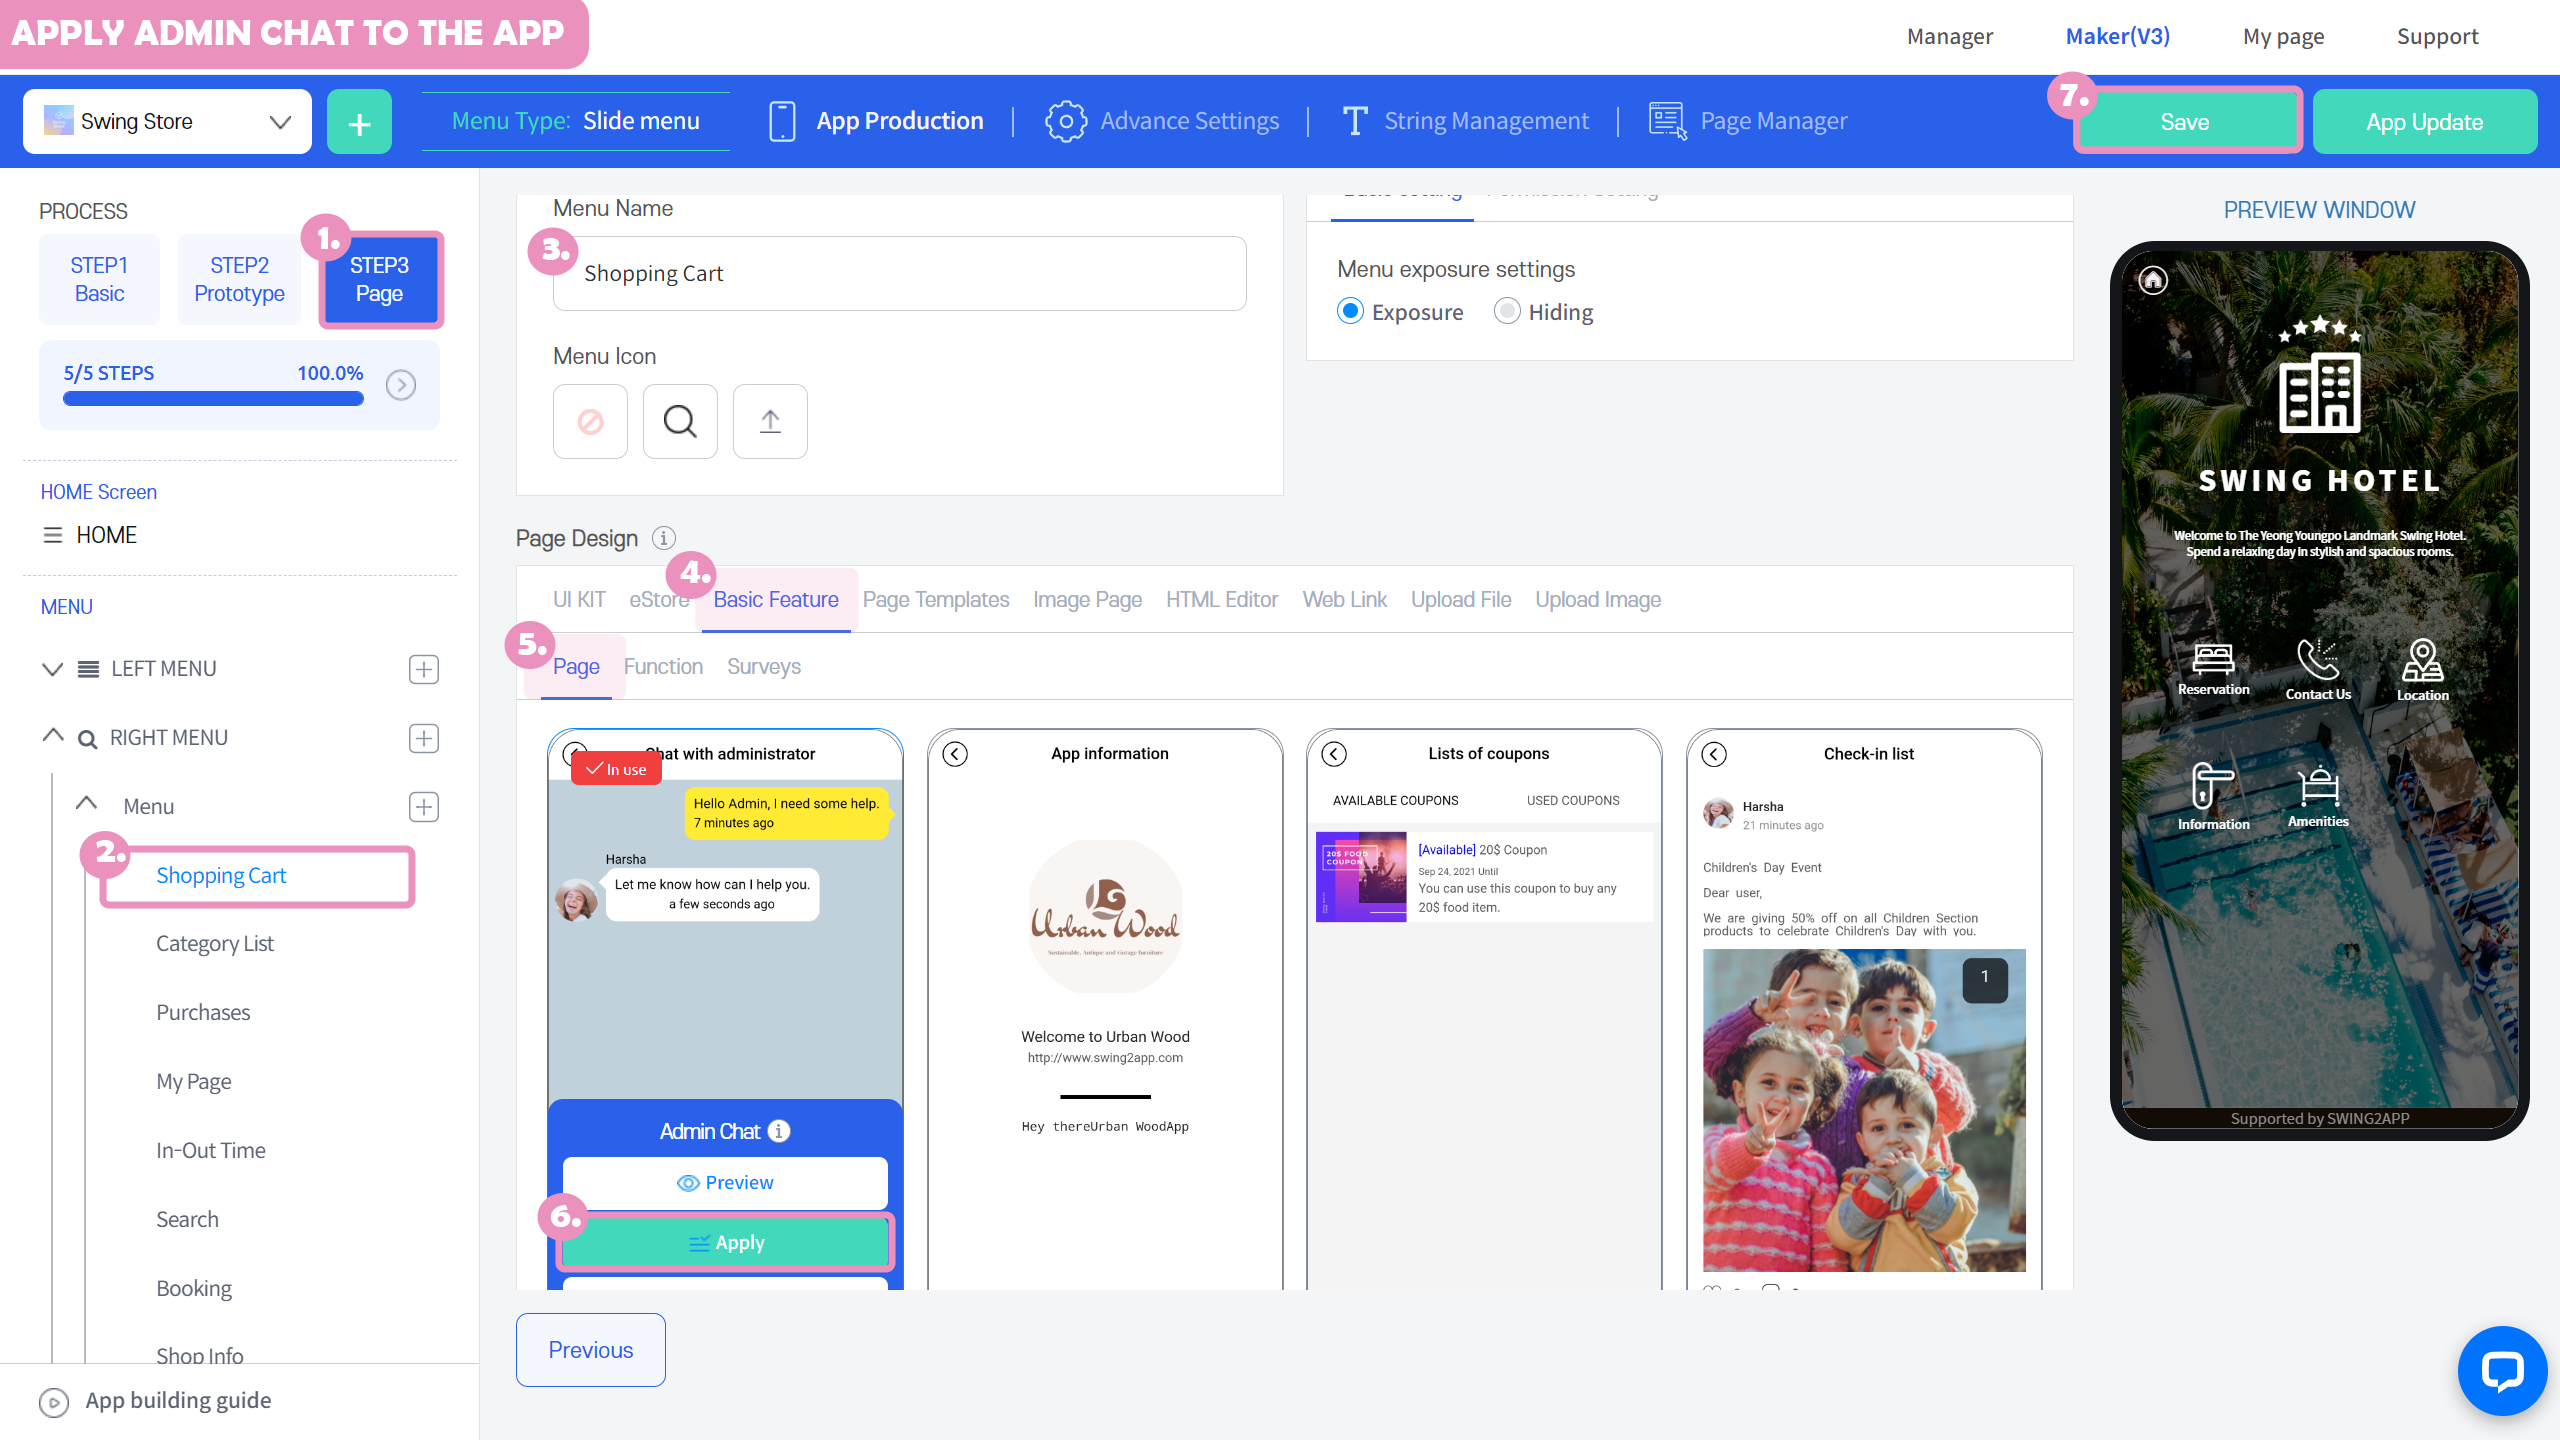 APPLY ADMIN CHAT TO THE APP
Manager
Maker(V3)
My page
Support
Swing Store
+
Menu Type: Slide menu
App Production
Advance Settings
String Management
Page Manager
7.
Save
App Update
PROCESS
1.
STEP1
Basic
STEP2
Prototype
STEP3
Page
5/5 STEPS
100.0%
HOME Screen
HOME
MENU
LEFT MENU
RIGHT MENU
Menu
2.
Shopping Cart
Category List
Purchases
My Page
In-Out Time
Search
Booking
Shop Info
App building guide
Menu Name
3.
Shopping Cart
Menu Icon
Menu exposure settings
Exposure
Hiding
Page Design
4.
UI KIT
eStore
Basic Feature
Page Templates
Image Page
HTML Editor
Web Link
Upload File
Upload Image
5.
Page
Function
Surveys
Chat with administrator
In use
Hello Admin, I need some help.
7 minutes ago
Harsha
Let me know how can I help you.
a few seconds ago
Admin Chat
Preview
6.
Apply
App information
Urban Wood
Sustainable, Antique and vintage furniture
Welcome to Urban Wood
http://www.swing2app.com
Hey thereUrban WoodApp
Lists of coupons
AVAILABLE COUPONS
USED COUPONS
20$ FOOD
COUPON
[Available] 20$ Coupon
Sep 24, 2021 Until
You can use this coupon to buy any
20$ food item.
Check-in list
Harsha
21 minutes ago
Children's Day Event
Dear user,
We are giving 50% off on all Children Section
products to celebrate Children's Day with you.
1
Previous
PREVIEW WINDOW
SWING HOTEL
Welcome to The Yeong Youngpo Landmark Swing Hotel.
Spend a relaxing day in stylish and spacious rooms.
Reservation
Contact Us
Location
Information
Amenities
Supported by SWING2APP